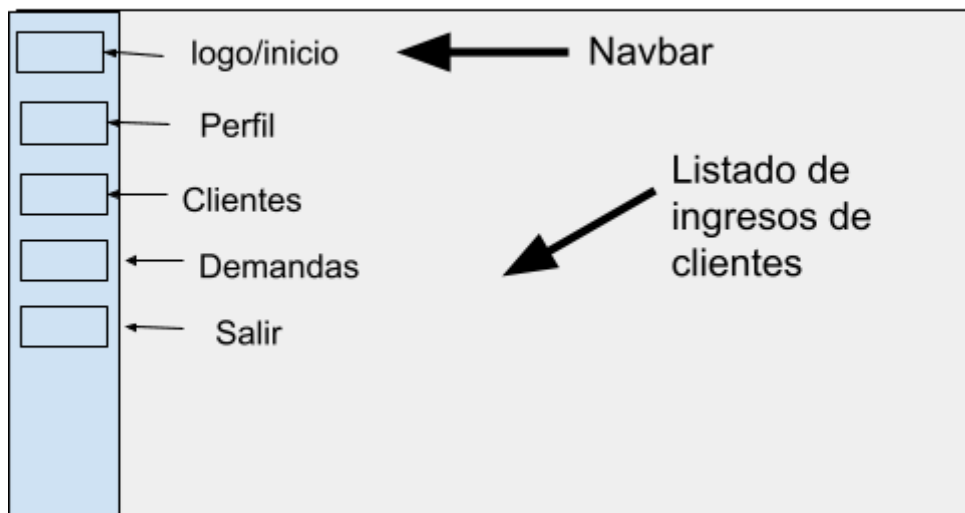 logo/inicio
Navbar
Perfil
Clientes
Demandas
Salir
Listado de
ingresos de
clientes